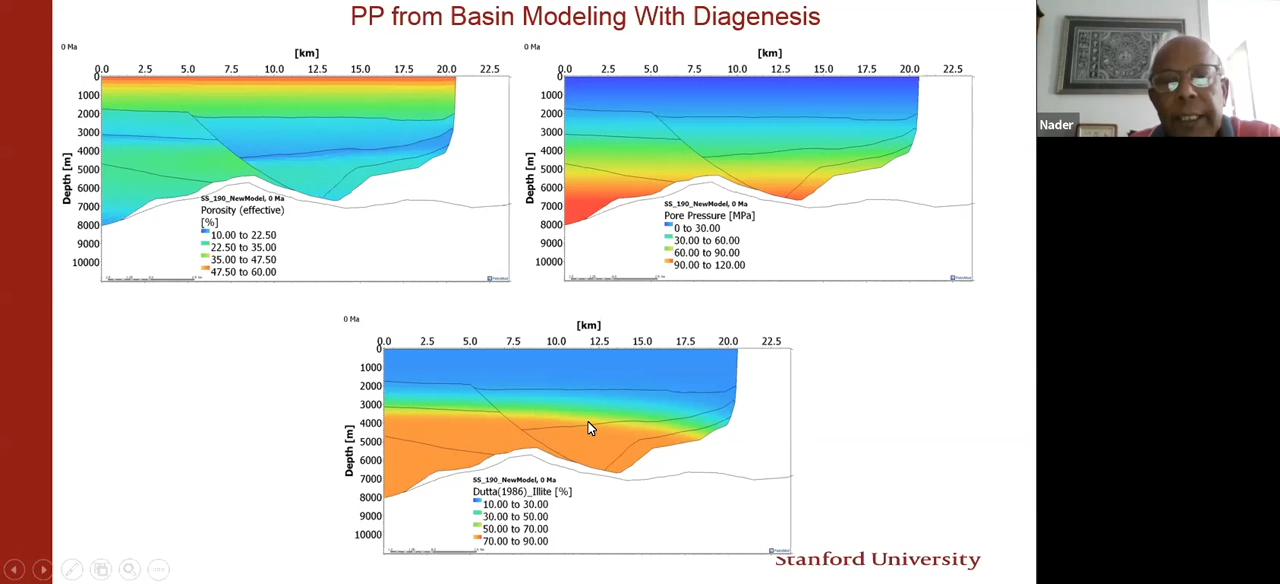 PP from Basin Modeling With Diagenesis
0 Ma
[km]
0.0 2.5 5.0 7.5 10.0 12.5 15.0 17.5 20.0 22.5
Depth [m]
0
1000
2000
3000
4000
5000
6000
7000
8000
9000
10000
SS_190_NewModel, 0 Ma
Porosity (effective)
[%]
10.00 to 22.50
22.50 to 35.00
35.00 to 47.50
47.50 to 60.00
0 Ma
[km]
0.0 2.5 5.0 7.5 10.0 12.5 15.0 17.5 20.0 22.5
Depth [m]
0
1000
2000
3000
4000
5000
6000
7000
8000
9000
10000
SS_190_NewModel, 0 Ma
Pore Pressure [MPa]
0 to 30.00
30.00 to 60.00
60.00 to 90.00
90.00 to 120.00
Nader
0 Ma
[km]
0.0 2.5 5.0 7.5 10.0 12.5 15.0 17.5 20.0 22.5
Depth [m]
0
1000
2000
3000
4000
5000
6000
7000
8000
9000
10000
SS_190_NewModel, 0 Ma
Dutta(1986)_Illite [%]
10.00 to 30.00
30.00 to 50.00
50.00 to 70.00
70.00 to 90.00
Stanford University